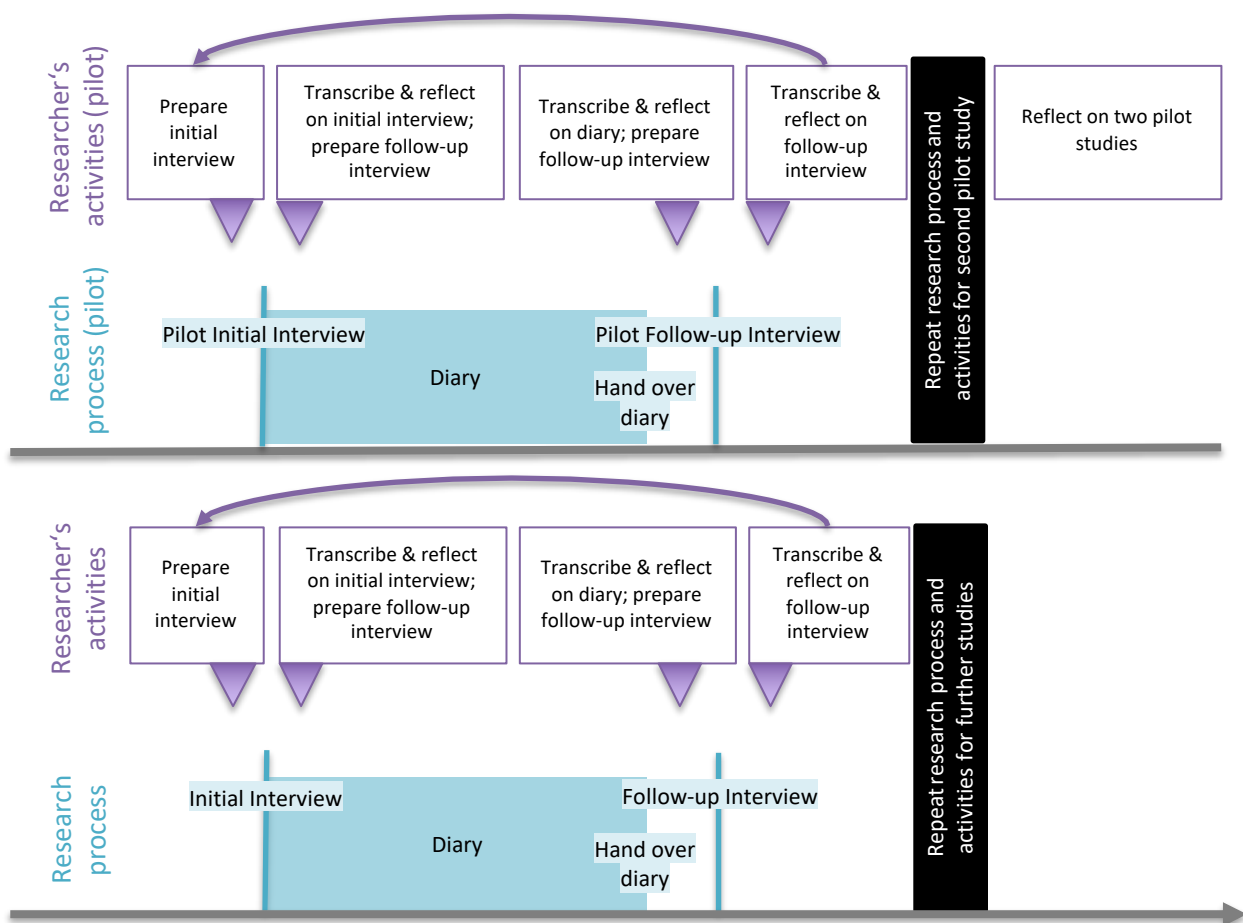 Researcher‘s
activities (pilot)
Prepare
initial
interview
Transcribe & reflect
on initial interview;
prepare follow-up
interview
Transcribe & reflect
on diary; prepare
follow-up interview
Transcribe &
reflect on
follow-up
interview
Repeat research process and
activities for second pilot study
Reflect on two pilot
studies
Research
process (pilot)
Pilot Initial Interview
Diary
Pilot Follow-up Interview
Hand over
diary
Researcher‘s
activities
Prepare
initial
interview
Transcribe & reflect
on initial interview;
prepare follow-up
interview
Transcribe & reflect
on diary; prepare
follow-up interview
Transcribe &
reflect on
follow-up
interview
Repeat research process and
activities for further studies
Research
process
Initial Interview
Diary
Follow-up Interview
Hand over
diary